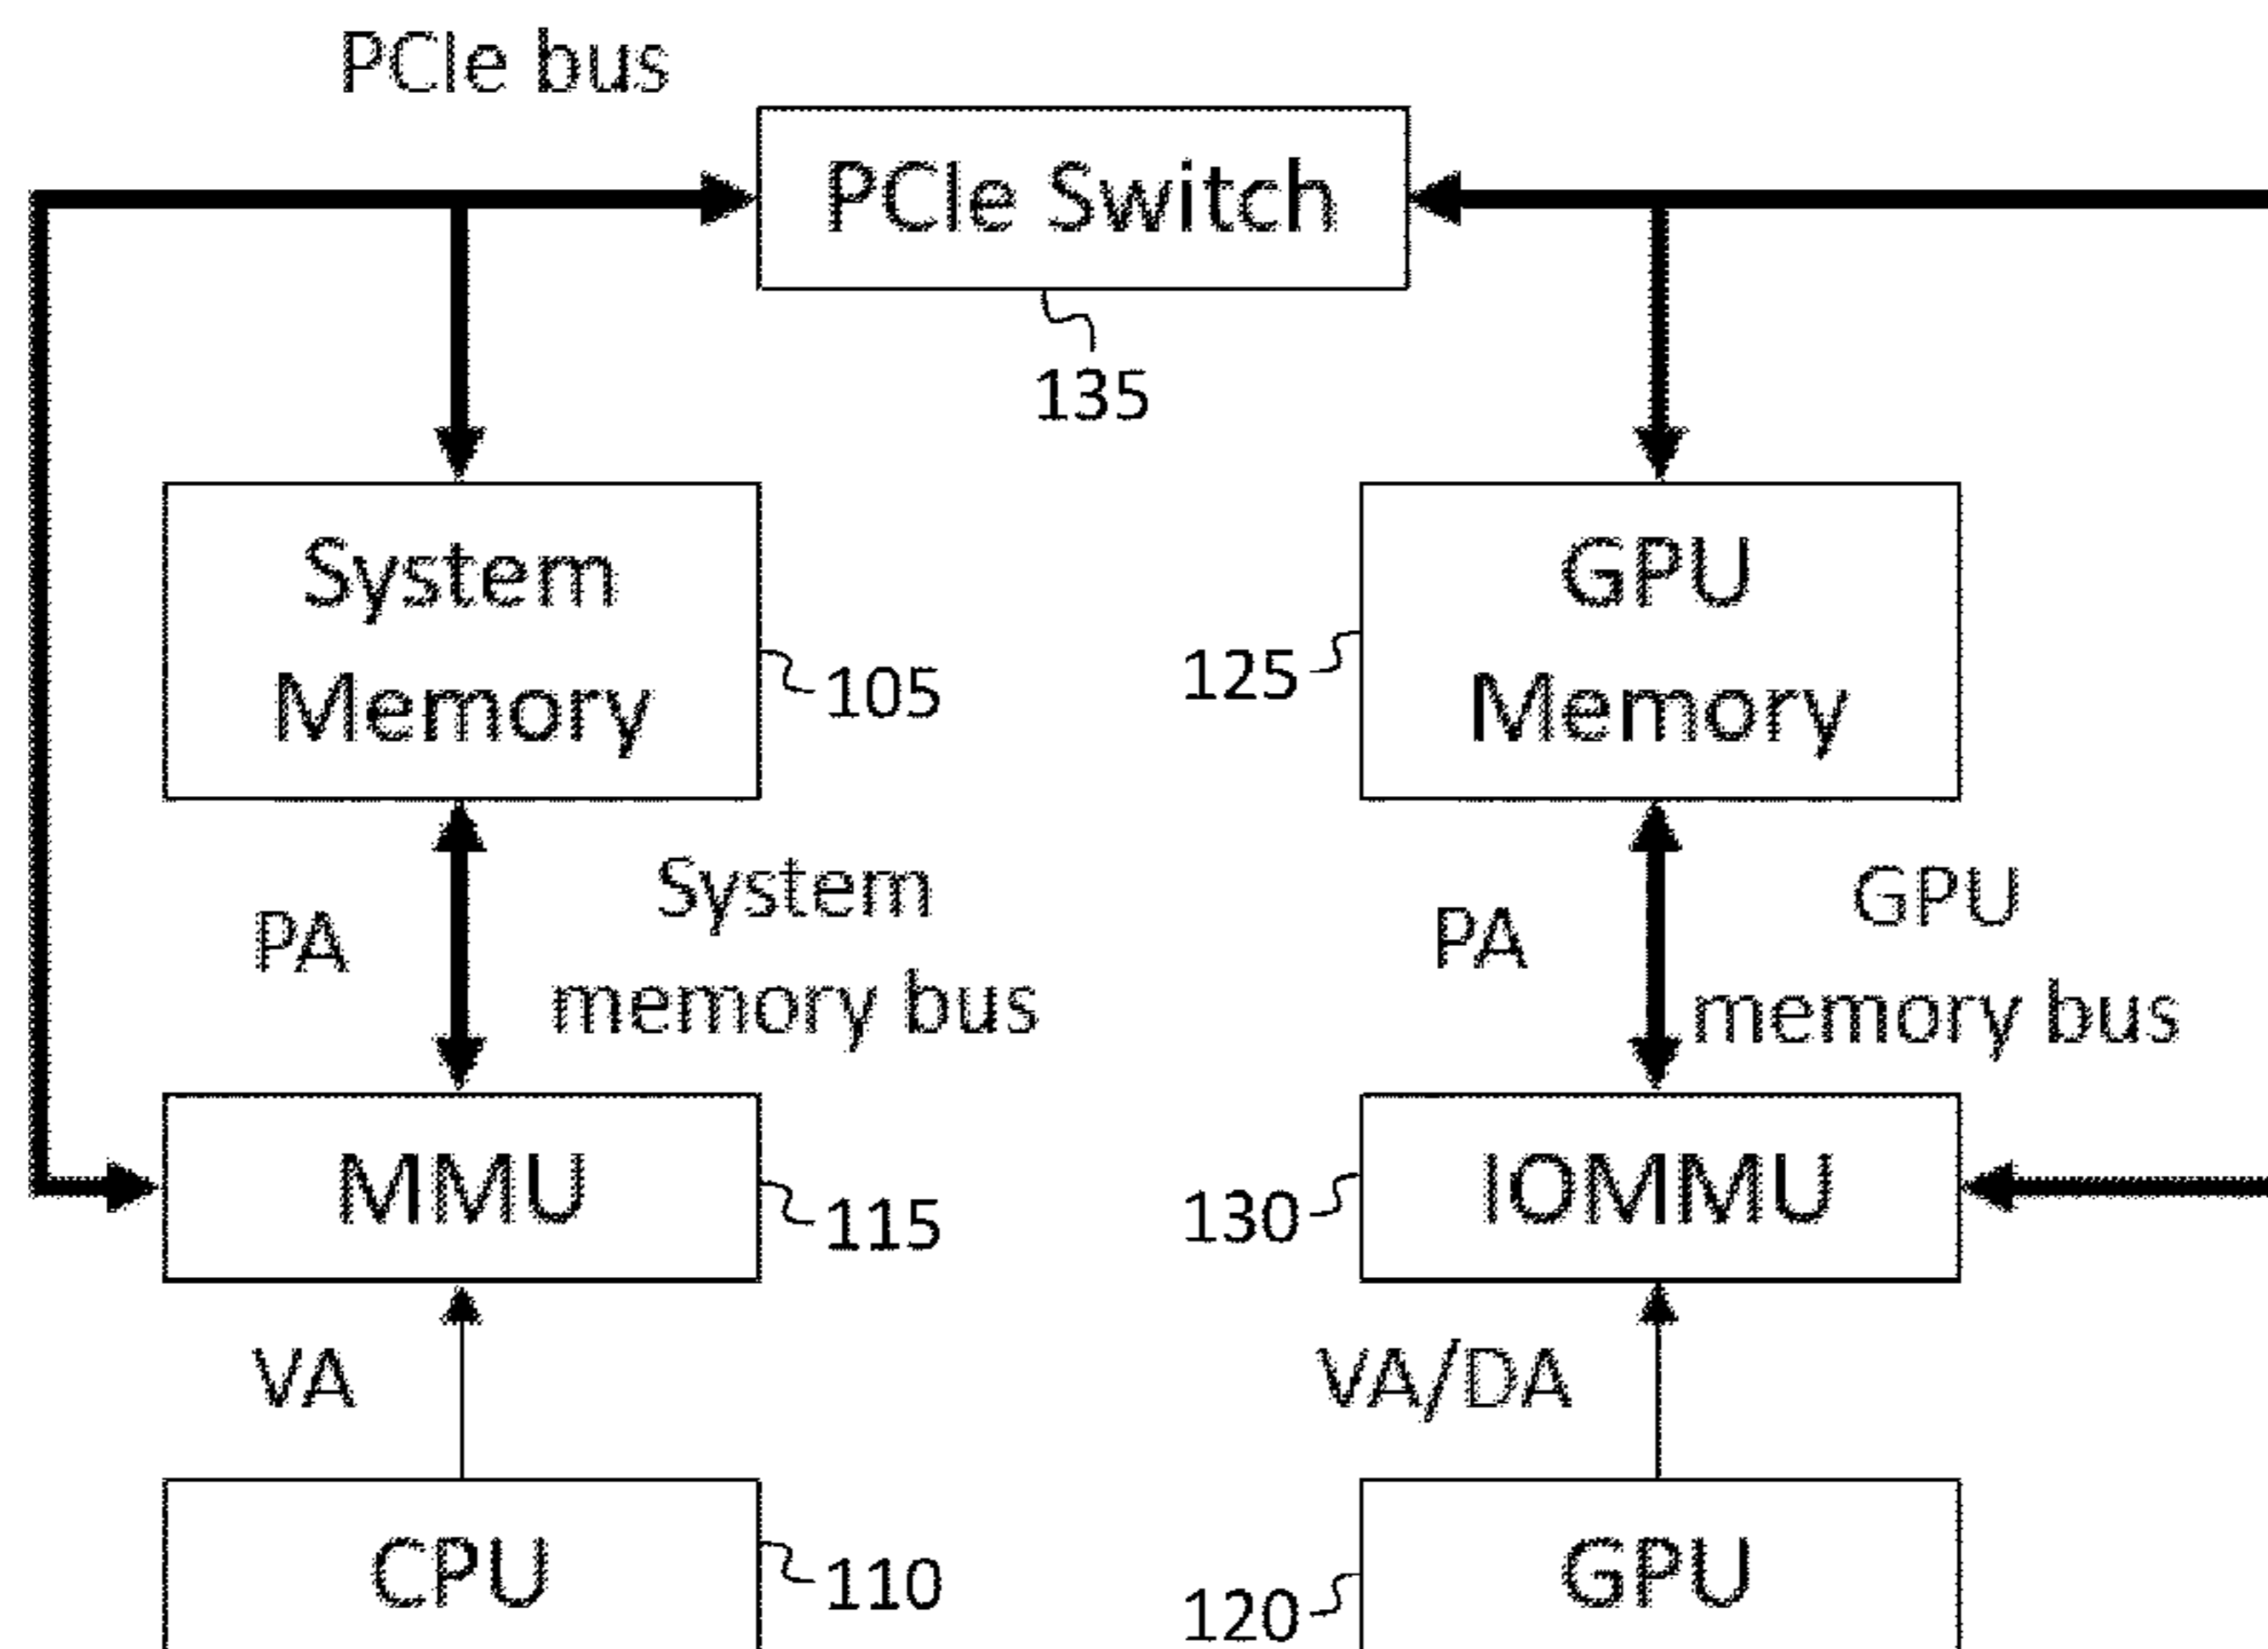 PCIe bus
PCIe Switch
135
System
Memory
105
GPU
Memory
125
PA
System
memory bus
PA
GPU
memory bus
MMU
115
IOMMU
130
VA
VA/DA
CPU
110
GPU
120